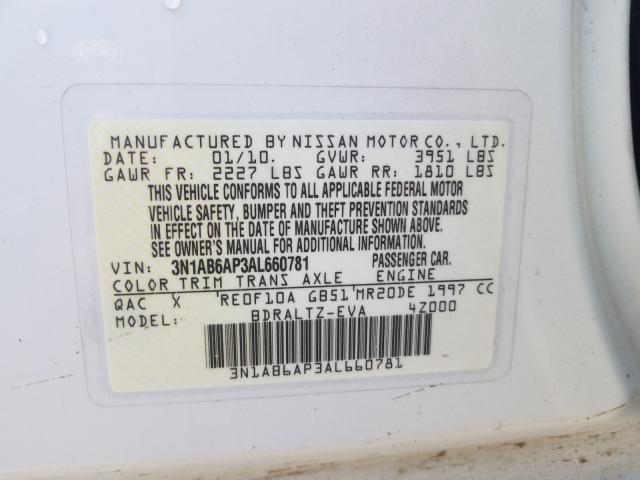 MANUFACTURED BY NISSAN MOTOR CO., LTD.
DATE: 01/10. GVWR: 3951 LBS
GAWR FR: 2227 LBS GAWR RR: 1810 LBS
THIS VEHICLE CONFORMS TO ALL APPLICABLE FEDERAL MOTOR
VEHICLE SAFETY, BUMPER AND THEFT PREVENTION STANDARDS
IN EFFECT ON THE DATE OF MANUFACTURE SHOWN ABOVE.
SEE OWNER'S MANUAL FOR ADDITIONAL INFORMATION.
VIN: 3N1AB6AP3AL660781 PASSENGER CAR.
COLOR TRIM TRANS AXLE ENGINE
QAC X 'RE0F10A GB51'MR20DE 1997 CC
MODEL: BDRALTZ-EVA 4Z000
3N1AB6AP3AL660781